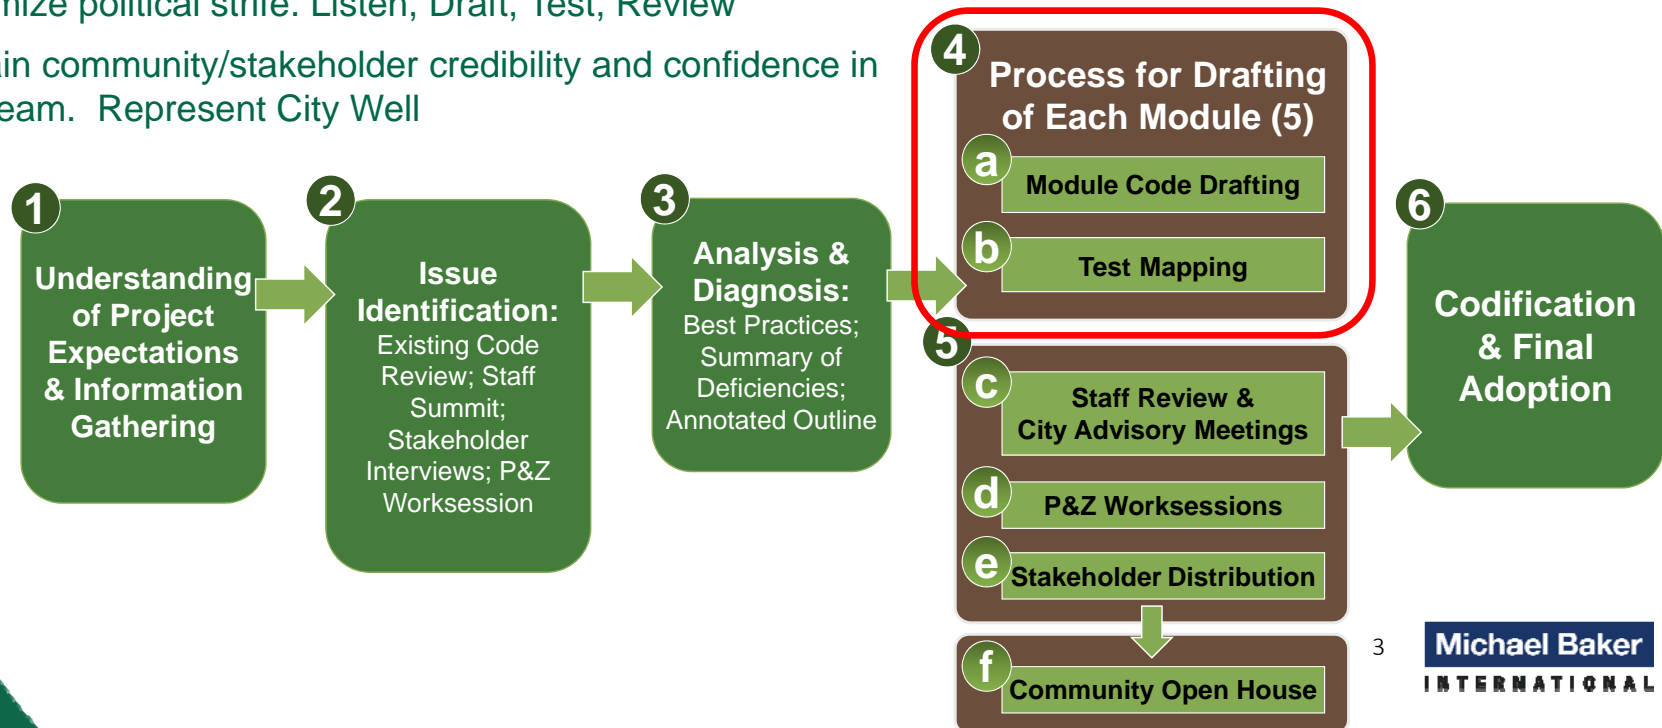 mize political strife. Listen, Draft, Test, Review
in community/stakeholder credibility and confidence in
eam. Represent City Well
1
Understanding
of Project
Expectations
& Information
Gathering
2
Issue
Identification:
Existing Code
Review; Staff
Summit;
Stakeholder
Interviews; P&Z
Worksession
3
Analysis &
Diagnosis:
Best Practices;
Summary of
Deficiencies;
Annotated Outline
4
Process for Drafting
of Each Module (5)
a
Module Code Drafting
b
Test Mapping
5
c
Staff Review &
City Advisory Meetings
d
P&Z Worksessions
e
Stakeholder Distribution
f
Community Open House
6
Codification
& Final
Adoption
3
Michael Baker
INTERNATIONAL